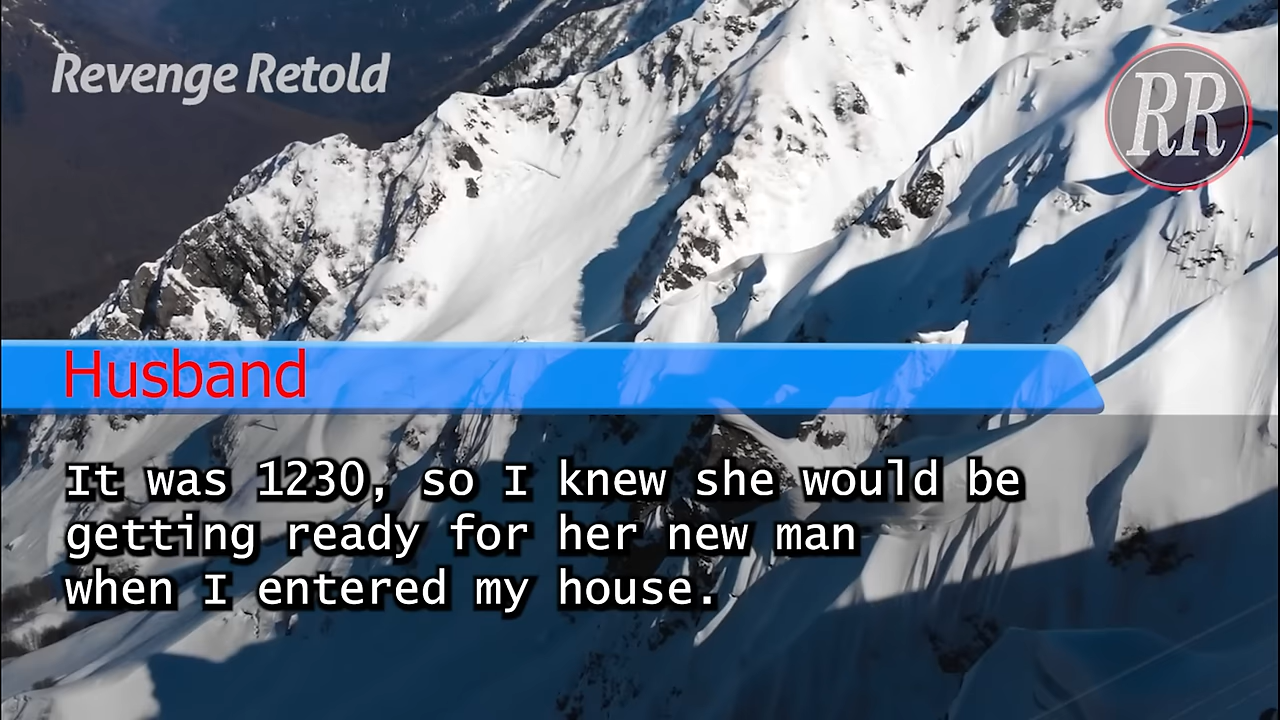 Revenge Retold
RR
Husband
It was 1230, so I knew she would be
getting ready for her new man
when I entered my house.